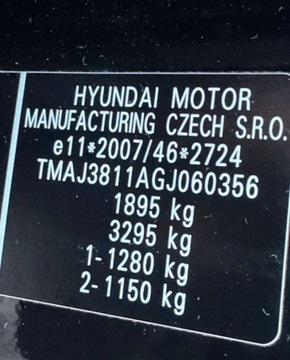 HYUNDAI MOTOR
MANUFACTURING CZECH S.R.O.
e11*2007/46*2724
TMAJ3811AGJ060356
1895 kg
3295 kg
1-1280 kg
2-1150 kg